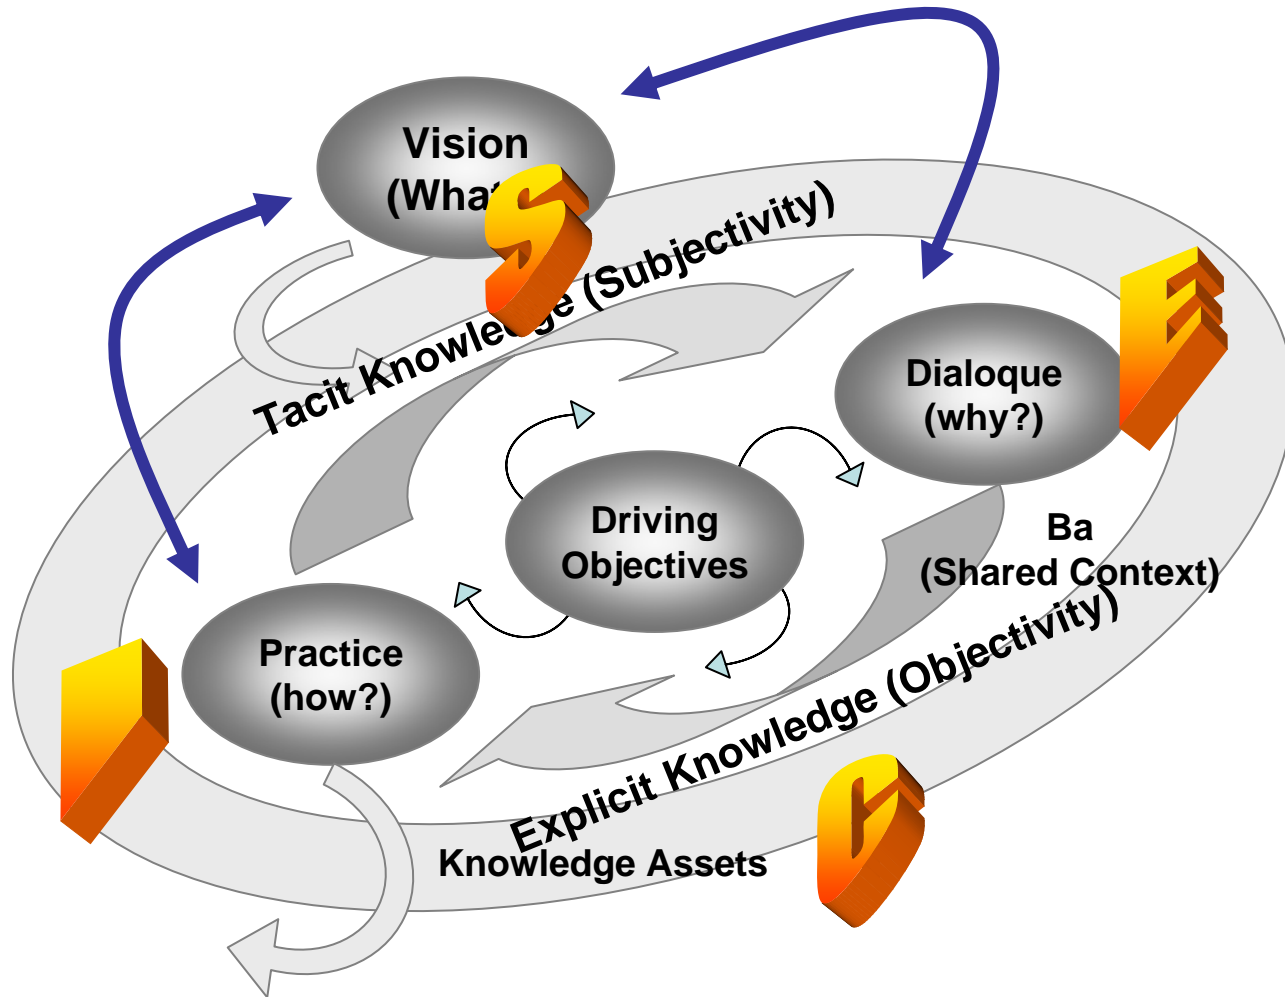 Vision
(What
S
Tacit Knowledge (Subjectivity)
E
Dialoque
(why?)
Driving
Objectives
Ba
(Shared Context)
Practice
(how?)
I
Explicit Knowledge (Objectivity)
C
Knowledge Assets